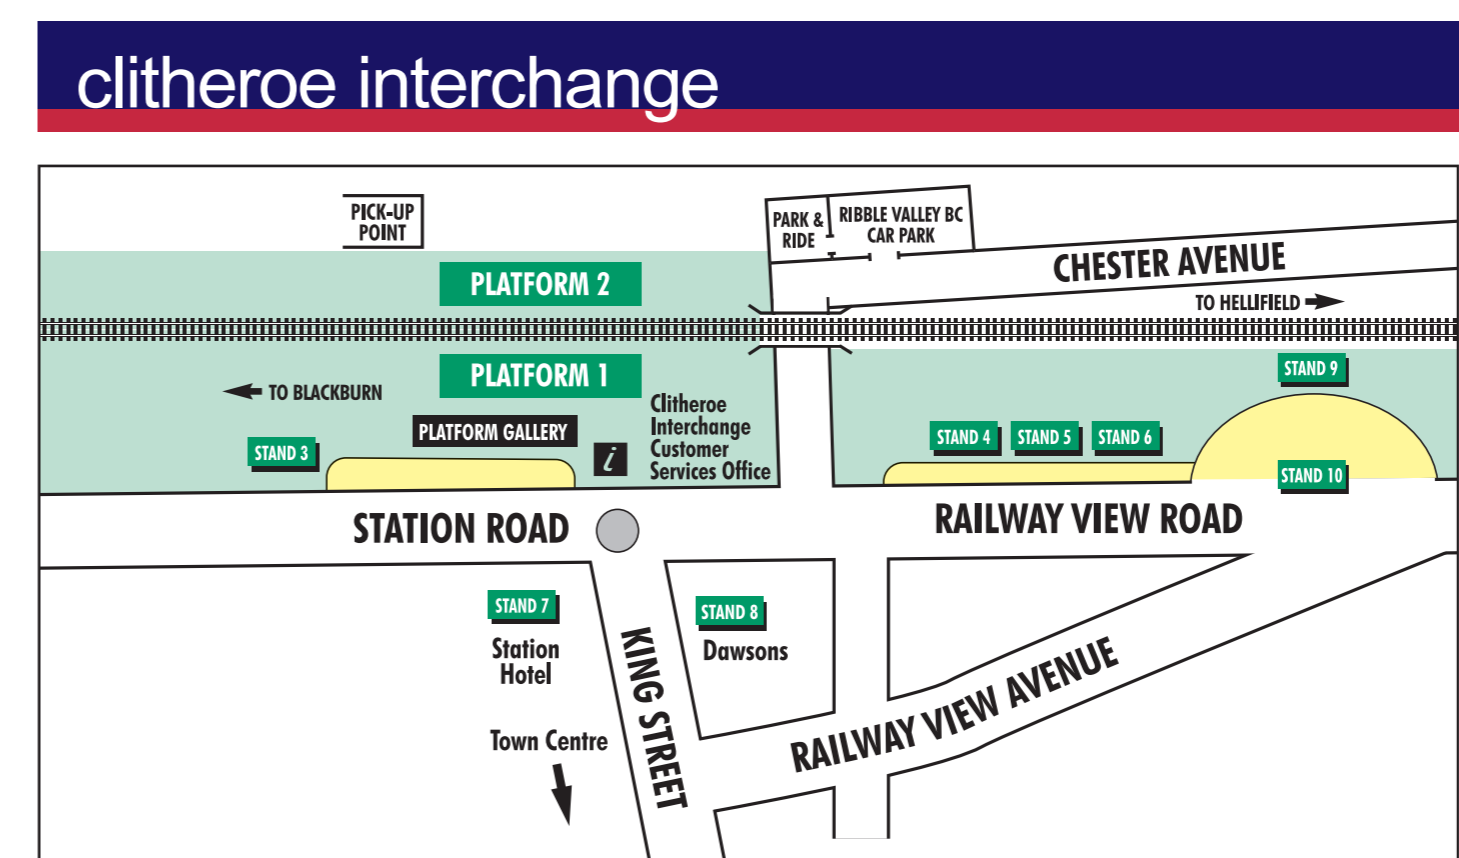 clitheroe interchange
PICK-UP
POINT
PARK &
RIDE
RIBBLE VALLEY BC
CAR PARK
CHESTER AVENUE
PLATFORM 2
TO HELLIFIELD
PLATFORM 1
TO BLACKBURN
PLATFORM GALLERY
i
Clitheroe
Interchange
Customer
Services Office
STAND 3
STAND 4
STAND 5
STAND 6
STAND 9
STAND 10
STATION ROAD
RAILWAY VIEW ROAD
STAND 7
Station
Hotel
STAND 8
Dawsons
KING STREET
RAILWAY VIEW AVENUE
Town Centre